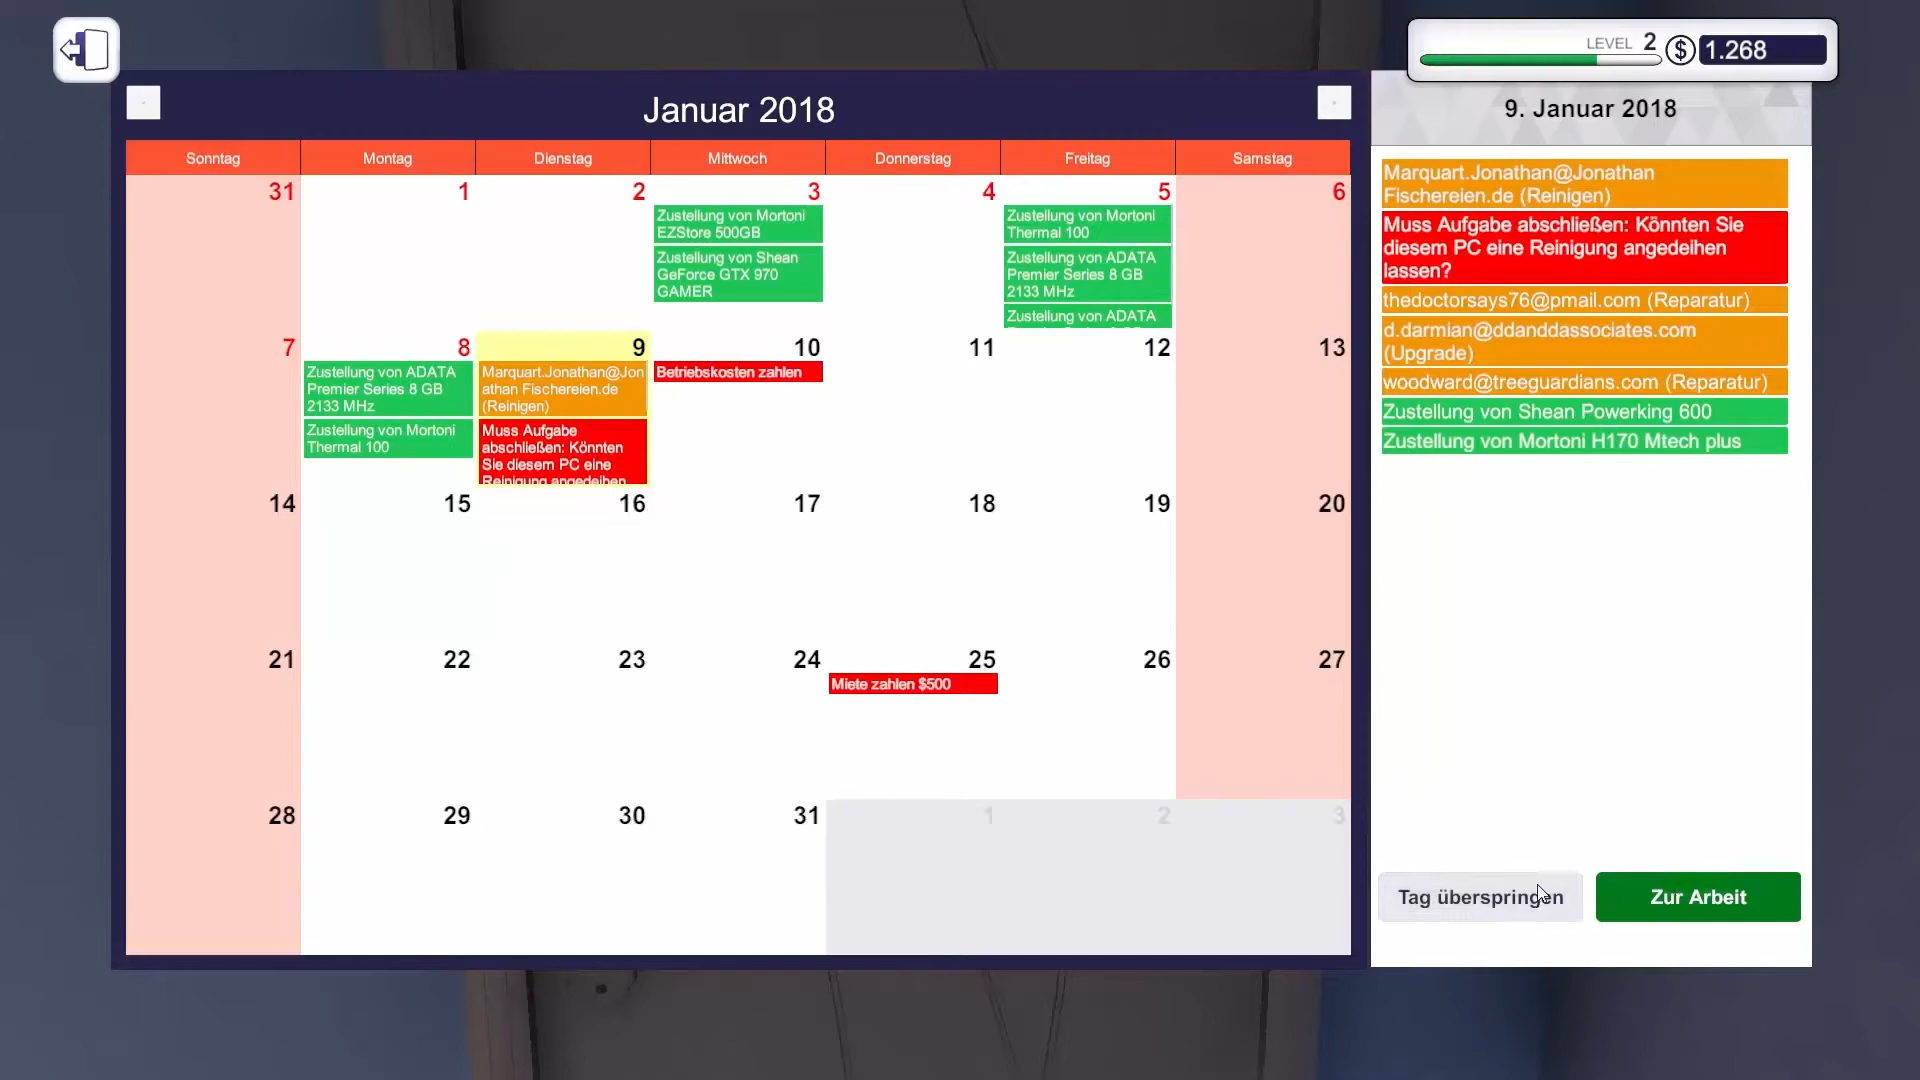 LEVEL 2
$ 1.268
Januar 2018
9. Januar 2018
Sonntag
Montag
Dienstag
Mittwoch
Donnerstag
Freitag
Samstag
31
1
2
3
4
5
6
Zustellung von Mortoni
EZStore 500GB
Zustellung von Shean
GeForce GTX 970
GAMER
Zustellung von Mortoni
Thermal 100
Zustellung von ADATA
Premier Series 8 GB
2133 MHz
Zustellung von ADATA
7
8
9
10
11
12
13
Zustellung von ADATA
Premier Series 8 GB
2133 MHz
Zustellung von Mortoni
Thermal 100
Marquart.Jonathan@Jon
athan Fischereien.de
(Reinigen)
Muss Aufgabe
abschließen: Könnten
Sie diesem PC eine
Reinigung angedeihen
Betriebskosten zahlen
14
15
16
17
18
19
20
21
22
23
24
25
26
27
Miete zahlen $500
28
29
30
31
1
2
3
Marquart.Jonathan@Jonathan
Fischereien.de (Reinigen)
Muss Aufgabe abschließen: Könnten Sie
diesem PC eine Reinigung angedeihen
lassen?
thedoctorsays76@pmail.com (Reparatur)
d.darmian@ddanddassociates.com
(Upgrade)
woodward@treeguardians.com (Reparatur)
Zustellung von Shean Powerking 600
Zustellung von Mortoni H170 Mtech plus
Tag überspringen
Zur Arbeit